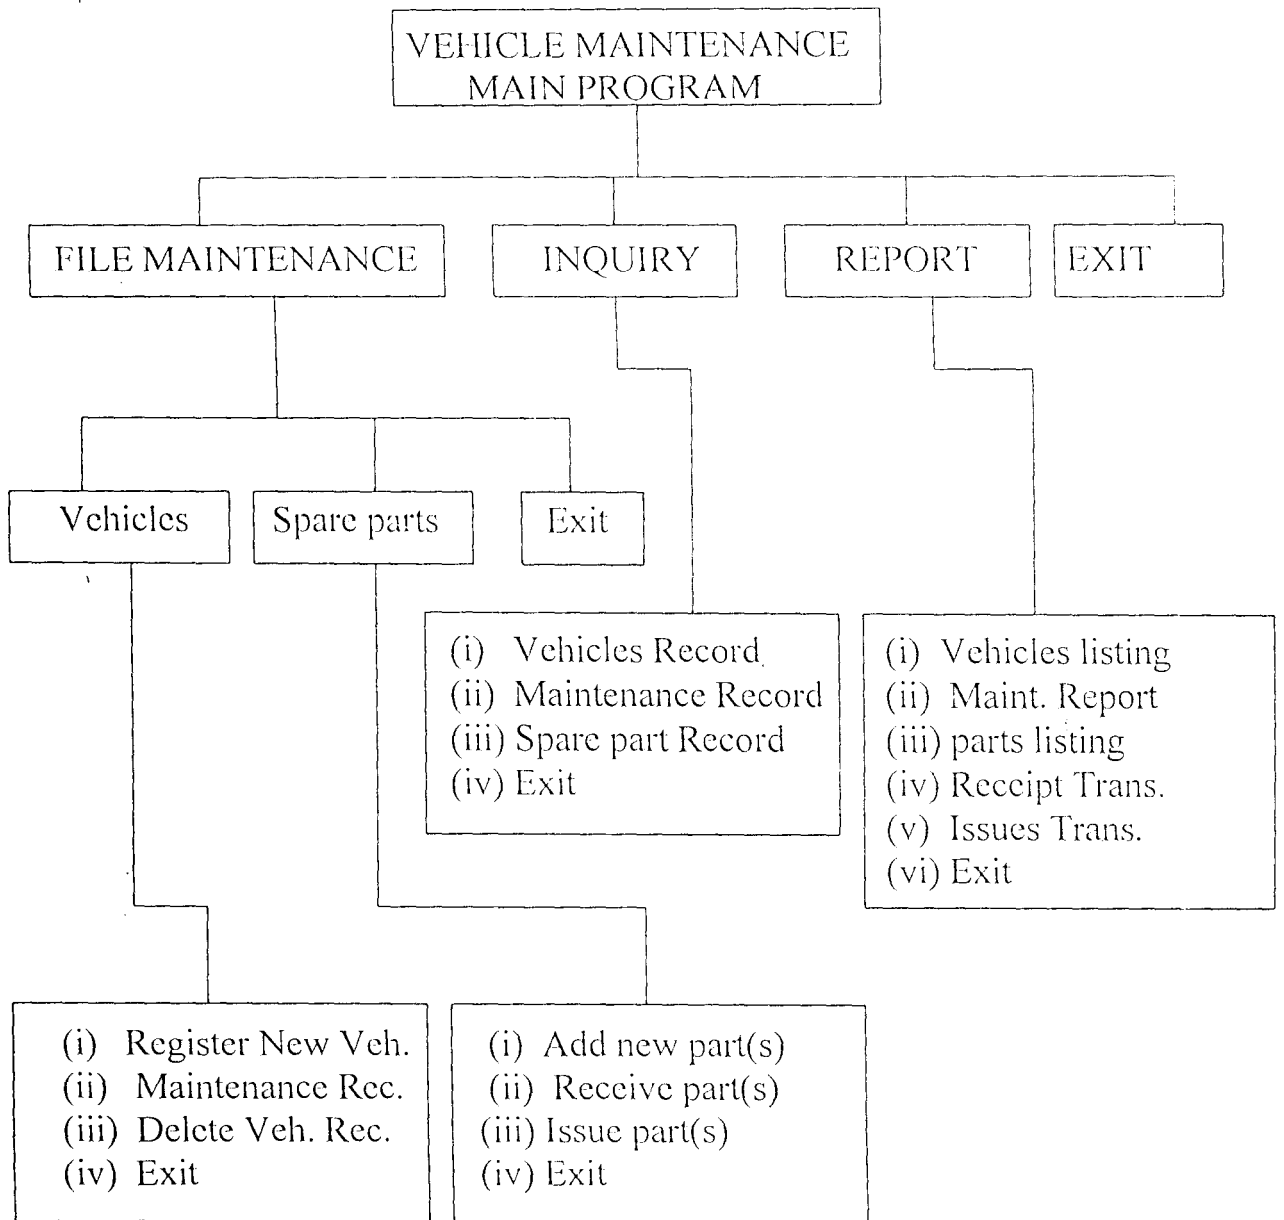 VEHICLE MAINTENANCE
MAIN PROGRAM
FILE MAINTENANCE
INQUIRY
REPORT
EXIT
Vehicles
Spare parts
Exit
(i) Vehicles Record
(ii) Maintenance Record
(iii) Spare part Record
(iv) Exit
(i) Vehicles listing
(ii) Maint. Report
(iii) parts listing
(iv) Receipt Trans.
(v) Issues Trans.
(vi) Exit
(i) Register New Veh.
(ii) Maintenance Rec.
(iii) Delete Veh. Rec.
(iv) Exit
(i) Add new part(s)
(ii) Receive part(s)
(iii) Issue part(s)
(iv) Exit